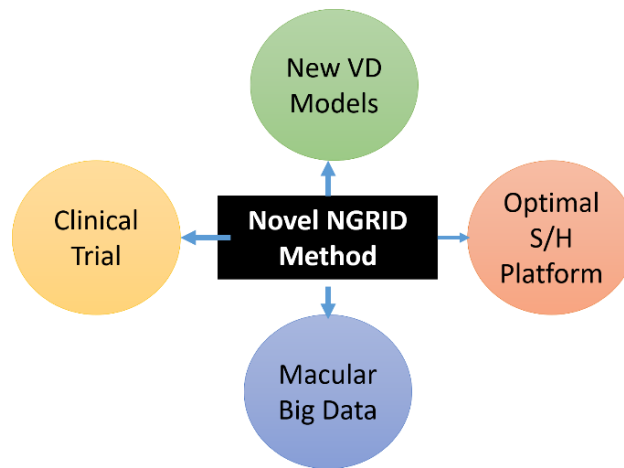 New VD
Models
Clinical
Trial
Novel NGRID
Method
Optimal
S/H
Platform
Macular
Big Data